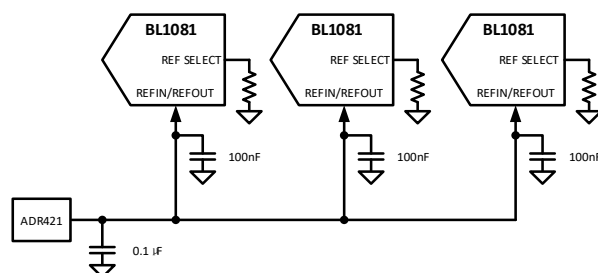 BL1081
BL1081
BL1081
REF SELECT
REF SELECT
REF SELECT
REFIN/REFOUT
REFIN/REFOUT
REFIN/REFOUT
100nF
100nF
100nF
ADR421
0.1 µF